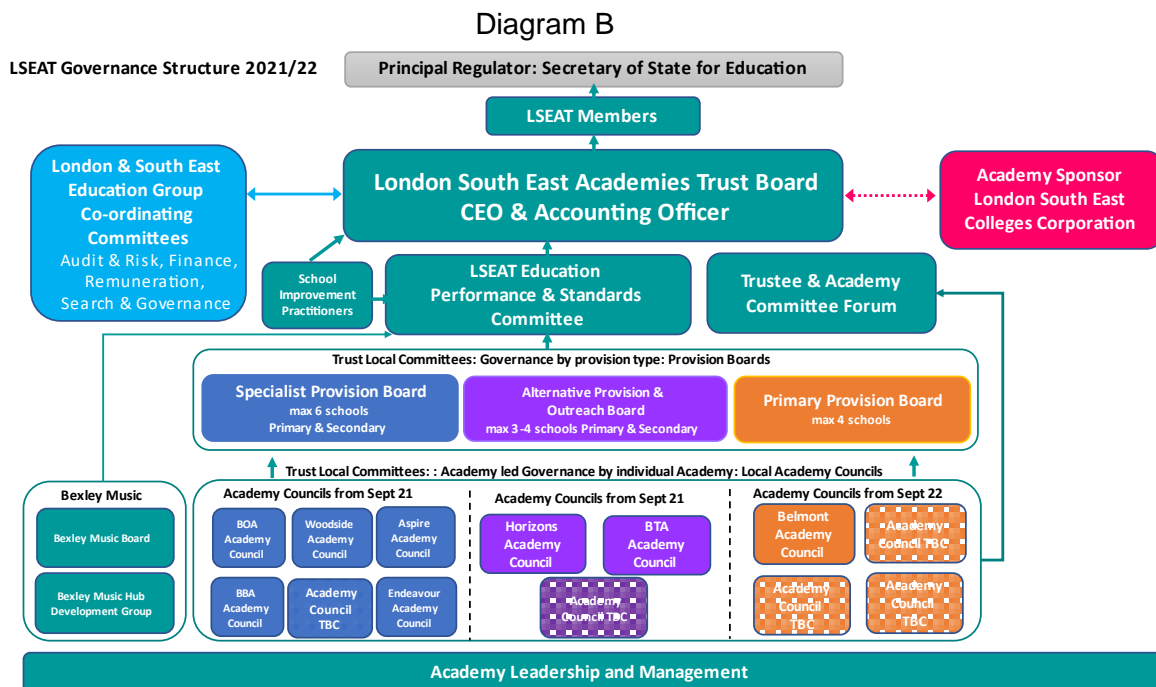 Diagram B
LSEAT Governance Structure 2021/22
Principal Regulator: Secretary of State for Education
LSEAT Members
London & South East
Education Group
Co-ordinating
Committees
Audit & Risk, Finance,
Remuneration,
Search & Governance
London South East Academies Trust Board
CEO & Accounting Officer
Academy Sponsor
London South East
Colleges Corporation
School
Improvement
Practitioners
LSEAT Education
Performance & Standards
Committee
Trustee & Academy
Committee Forum
Trust Local Committees: Governance by provision type: Provision Boards
Specialist Provision Board
max 6 schools
Primary & Secondary
Alternative Provision &
Outreach Board
max 3-4 schools Primary & Secondary
Primary Provision Board
max 4 schools
Trust Local Committees: : Academy led Governance by individual Academy: Local Academy Councils
Bexley Music
Bexley Music Board
Bexley Music Hub
Development Group
Academy Councils from Sept 21
BOA
Academy
Council
Woodside
Academy
Council
Aspire
Academy
Council
BBA
Academy
Council
Academy
Council
TBC
Endeavour
Academy
Council
Academy Councils from Sept 21
Horizons
Academy
Council
BTA
Academy
Council
Academy
Council TBC
Academy Councils from Sept 22
Belmont
Academy
Council
Academy
Council TBC
Academy
Council
TBC
Academy
Council TBC
Academy Leadership and Management